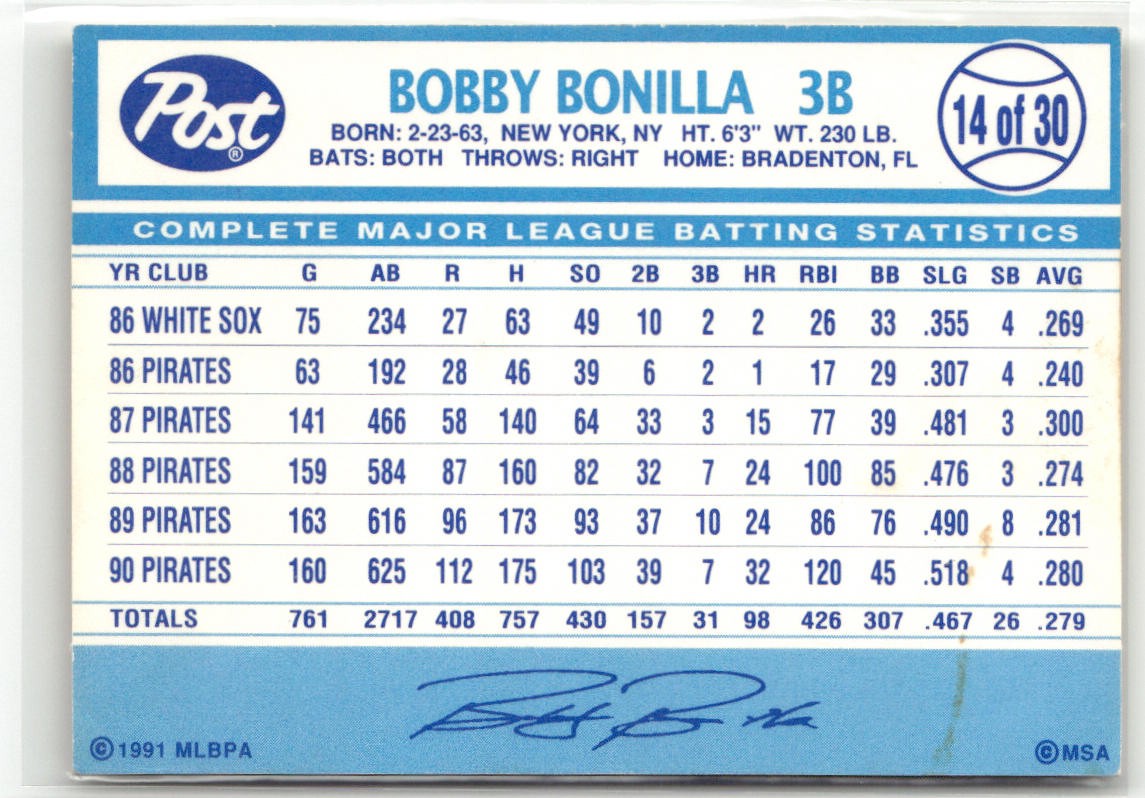 Post®
BOBBY BONILLA 3B
14 of 30
BORN: 2-23-63, NEW YORK, NY HT. 6'3" WT. 230 LB.
BATS: BOTH THROWS: RIGHT HOME: BRADENTON, FL
COMPLETE MAJOR LEAGUE BATTING STATISTICS
YR CLUB G AB R H SO 2B 3B HR RBI BB SLG SB AVG
86 WHITE SOX 75 234 27 63 49 10 2 2 26 33 .355 4 .269
86 PIRATES 63 192 28 46 39 6 2 1 17 29 .307 4 .240
87 PIRATES 141 466 58 140 64 33 3 15 77 39 .481 3 .300
88 PIRATES 159 584 87 160 82 32 7 24 100 85 .476 3 .274
89 PIRATES 163 616 96 173 93 37 10 24 86 76 .490 8 .281
90 PIRATES 160 625 112 175 103 39 7 32 120 45 .518 4 .280
TOTALS 761 2717 408 757 430 157 31 98 426 307 .467 26 .279
Bobby Bonilla
©1991 MLBPA
©MSA